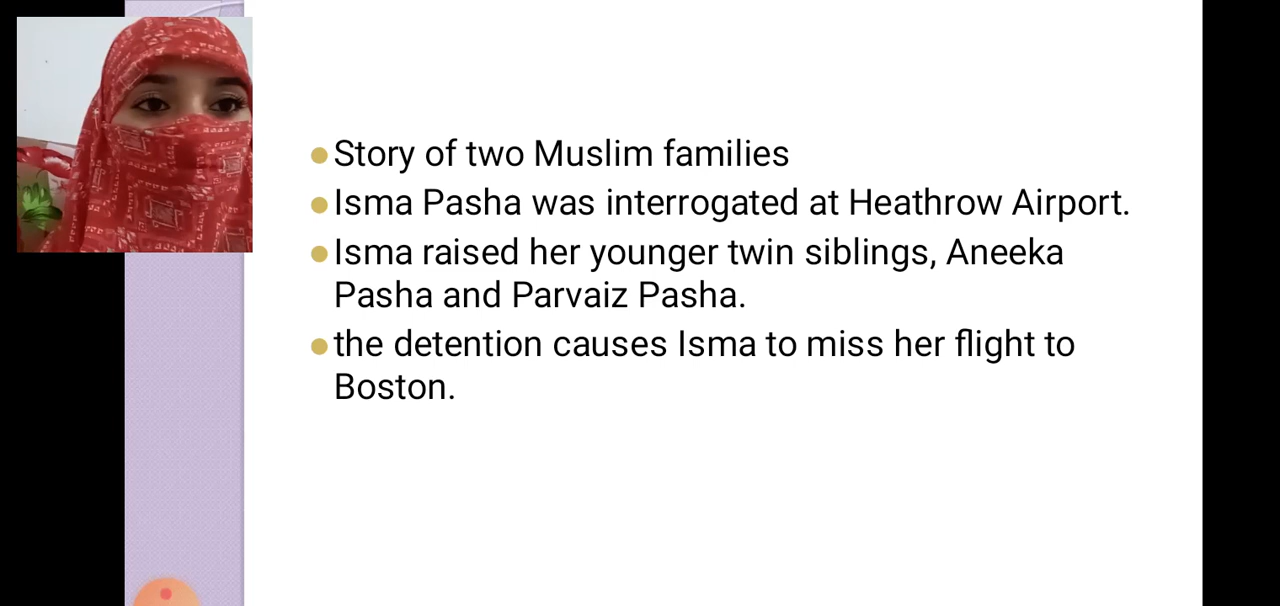 Story of two Muslim families
Isma Pasha was interrogated at Heathrow Airport.
Isma raised her younger twin siblings, Aneeka
Pasha and Parvaiz Pasha.
the detention causes Isma to miss her flight to
Boston.